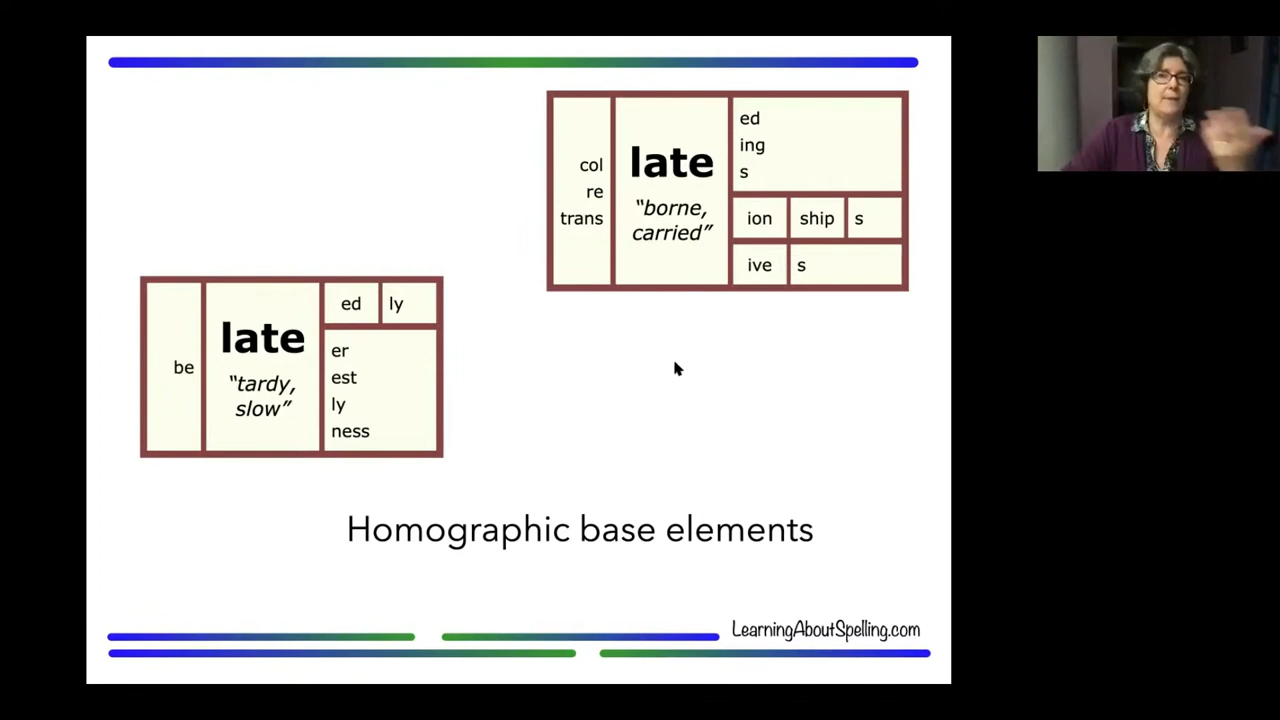 col
re
trans
late
“borne,
carried”
ed
ing
s
ion ship s
ive s
be
late
“tardy,
slow”
ed ly
er
est
ly
ness
Homographic base elements
LearningAboutSpelling.com